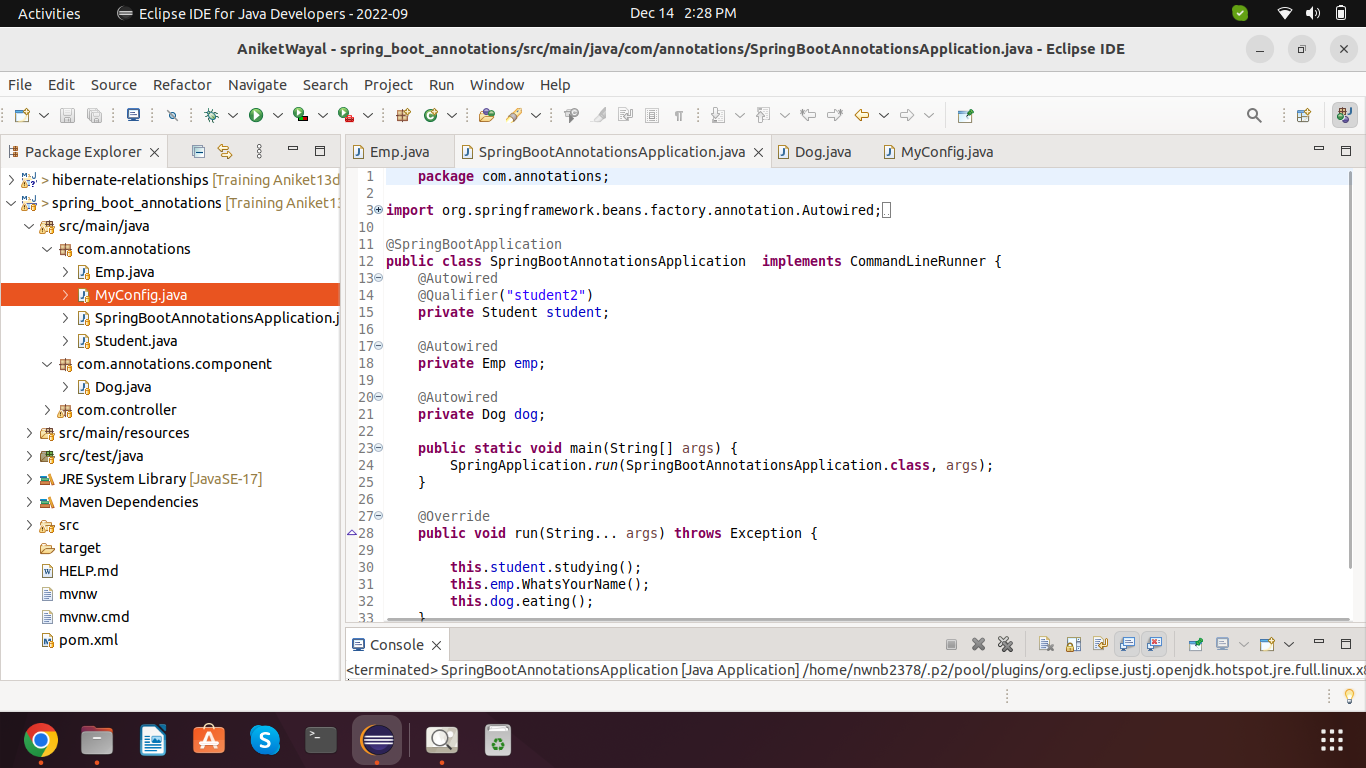 Activities Eclipse IDE for Java Developers - 2022-09 Dec 14 2:28 PM
AniketWayal - spring_boot_annotations/src/main/java/com/annotations/SpringBootAnnotationsApplication.java - Eclipse IDE
File Edit Source Refactor Navigate Search Project Run Window Help
Package Explorer
> hibernate-relationships [Training Aniket13d
> spring_boot_annotations [Training Aniket13
src/main/java
com.annotations
Emp.java
MyConfig.java
SpringBootAnnotationsApplication.j
Student.java
com.annotations.component
Dog.java
com.controller
src/main/resources
src/test/java
JRE System Library [JavaSE-17]
Maven Dependencies
src
target
HELP.md
mvnw
mvnw.cmd
pom.xml
Emp.java SpringBootAnnotationsApplication.java Dog.java MyConfig.java
1 package com.annotations;
2
3 import org.springframework.beans.factory.annotation.Autowired;
10
11 @SpringBootApplication
12 public class SpringBootAnnotationsApplication  implements CommandLineRunner {
13 @Autowired
14 @Qualifier("student2")
15 private Student student;
16
17 @Autowired
18 private Emp emp;
19
20 @Autowired
21 private Dog dog;
22
23 public static void main(String[] args) {
24 SpringApplication.run(SpringBootAnnotationsApplication.class, args);
25 }
26
27 @Override
28 public void run(String... args) throws Exception {
29
30 this.student.studying();
31 this.emp.WhatsYourName();
32 this.dog.eating();
33 }
Console
<terminated> SpringBootAnnotationsApplication [Java Application] /home/nwnb2378/.p2/pool/plugins/org.eclipse.justj.openjdk.hotspot.jre.full.linux.x8